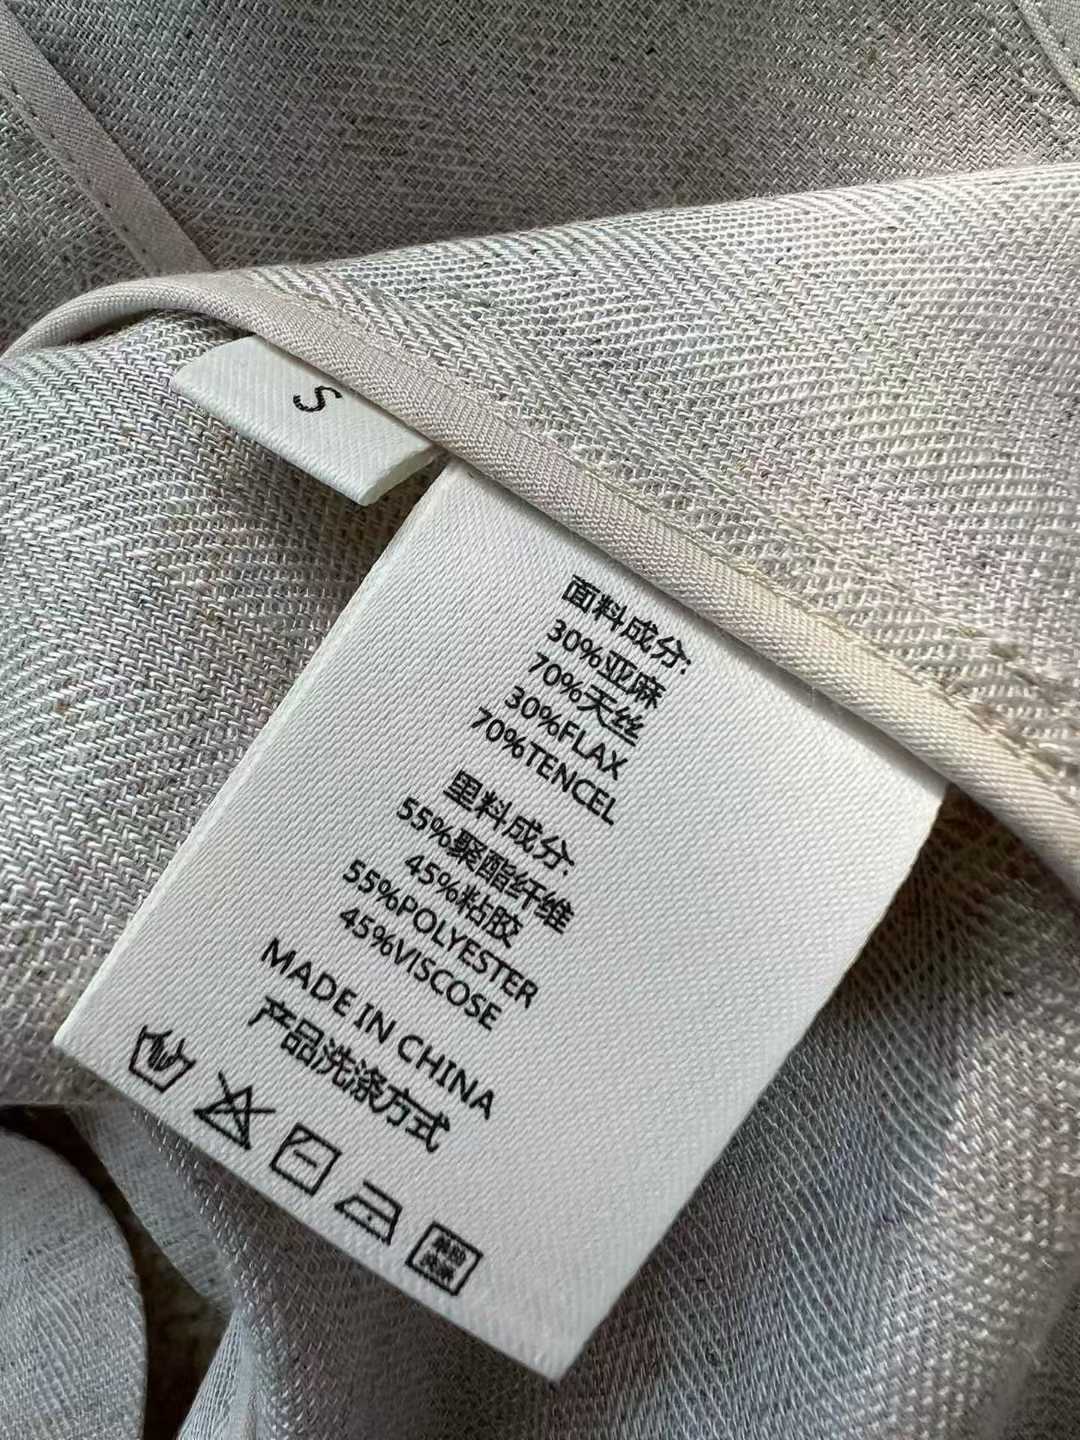 S
面料成分:
30%亚麻
70%天丝
30%FLAX
70%TENCEL
里料成分:
55%聚酯纤维
45%粘胶
55%POLYESTER
45%VISCOSE
MADE IN CHINA
产品洗涤方式